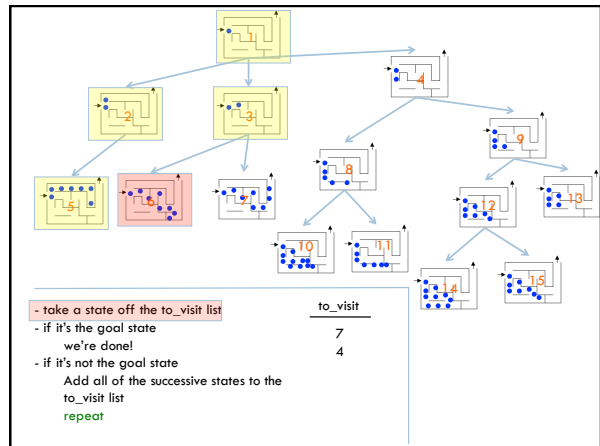 1
4
2
3
9
8
5
6
7
12
13
10
11
14
15
- take a state off the to_visit list
- if it's the goal state
we're done!
- if it's not the goal state
Add all of the successive states to the
to_visit list
repeat
to_visit
7
4